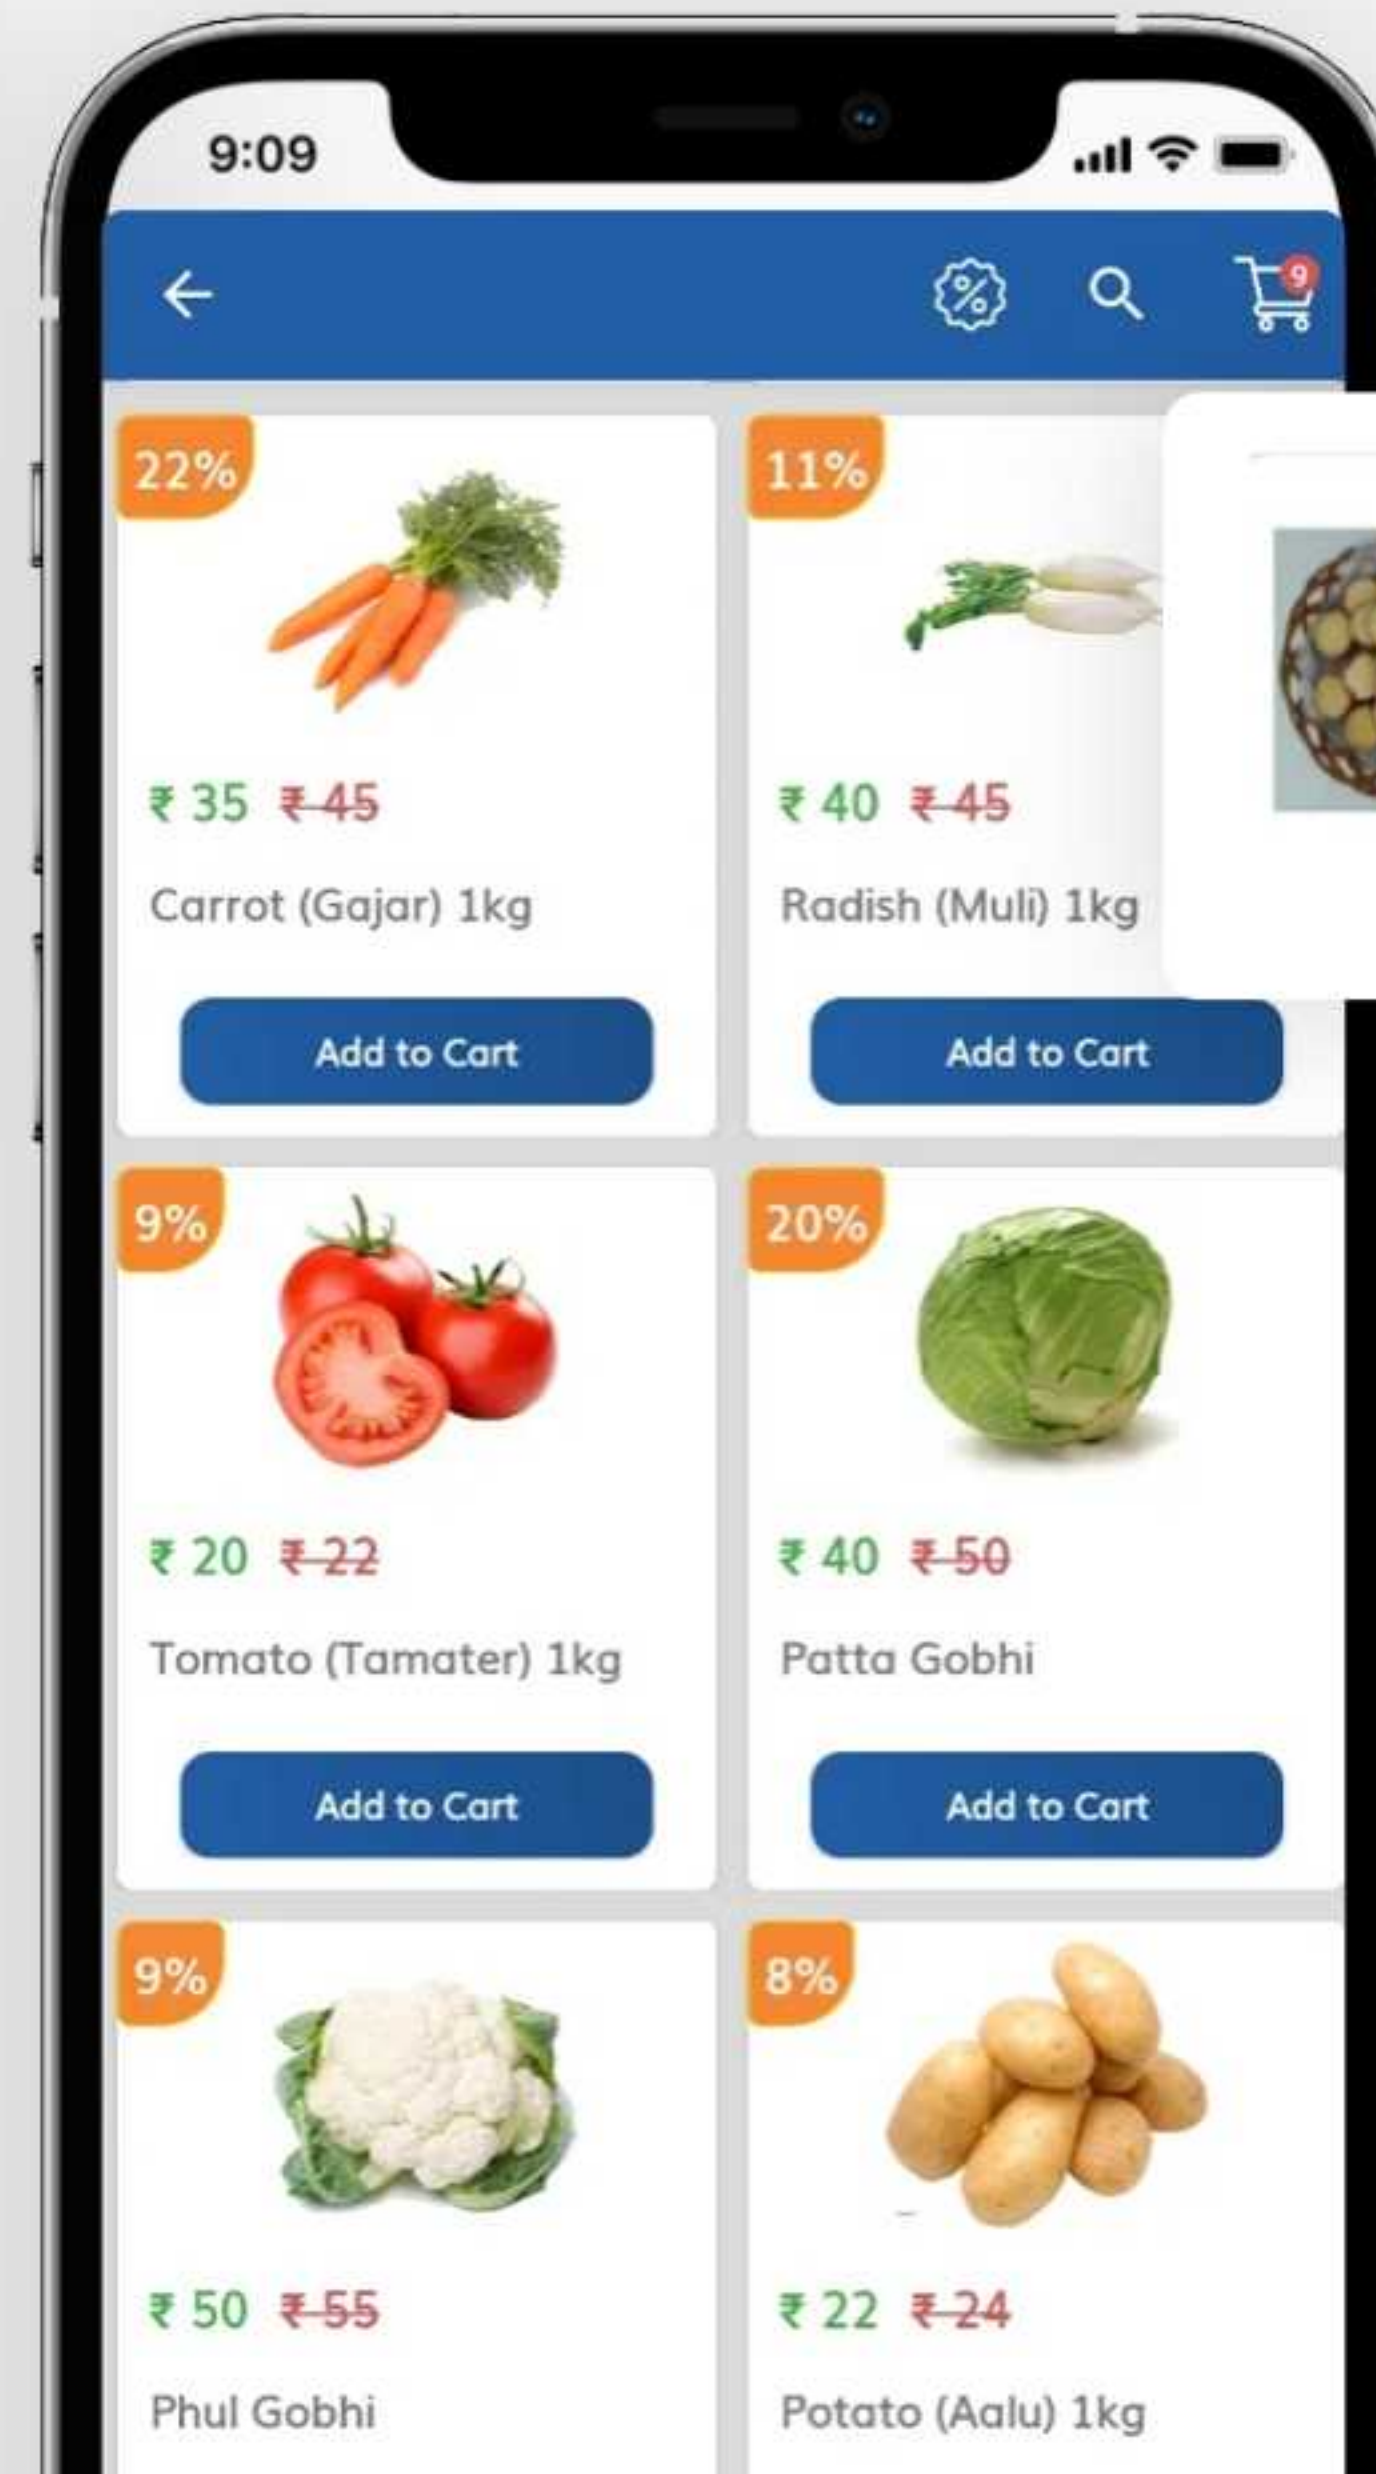 9:09
9
22%
₹ 35 ₹ 45
Carrot (Gajar) 1kg
Add to Cart
11%
₹ 40 ₹ 45
Radish (Muli) 1kg
Add to Cart
9%
₹ 20 ₹ 22
Tomato (Tamater) 1kg
Add to Cart
20%
₹ 40 ₹ 50
Patta Gobhi
Add to Cart
9%
₹ 50 ₹ 55
Phul Gobhi
8%
₹ 22 ₹ 24
Potato (Aalu) 1kg